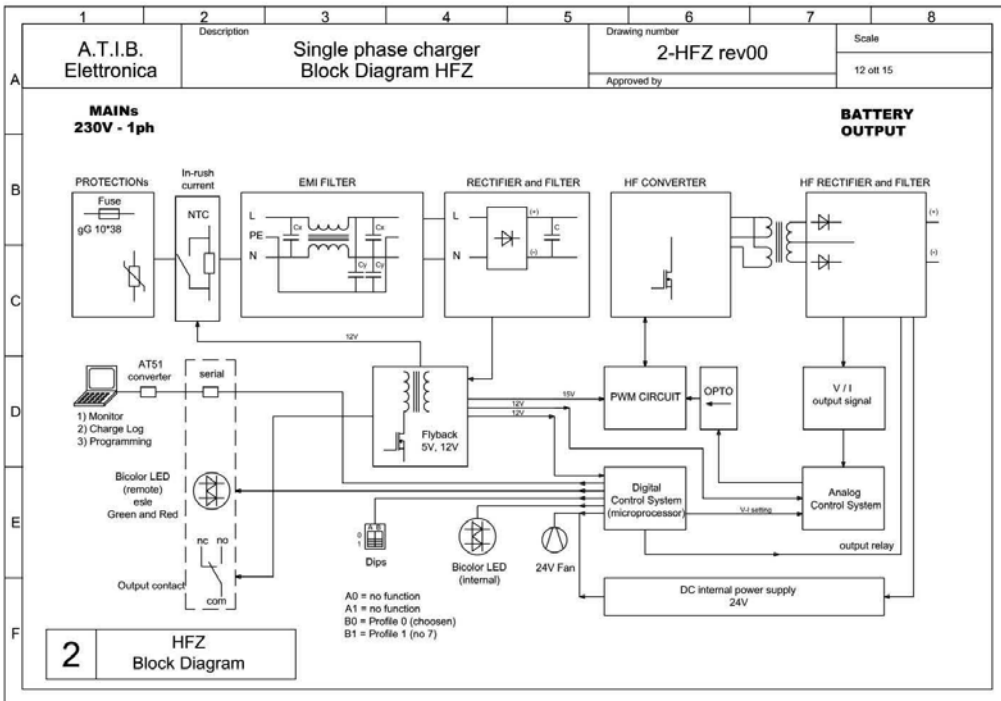 1 2 3 4 5 6 7 8
A.T.I.B.
Elettronica
Description
Single phase charger
Block Diagram HFZ
Drawing number
2-HFZ rev00
Approved by
Scale
12 ott 15
A
B
C
D
E
F
MAINs
230V - 1ph
BATTERY
OUTPUT
PROTECTIONs
Fuse
gG 10*38
In-rush
current
NTC
EMI FILTER
L
PE
N
Cx
Cx
Cy
Cy
RECTIFIER and FILTER
L
N
(+)
(-)
C
HF CONVERTER
HF RECTIFIER and FILTER
(+)
(-)
12V
AT51
converter
serial
1) Monitor
2) Charge Log
3) Programming
Flyback
5V, 12V
15V
12V
12V
PWM CIRCUIT
OPTO
V / I
output signal
Bicolor LED
(remote)
esle
Green and Red
Digital
Control System
(microprocessor)
V-I setting
Analog
Control System
A B
0
1
Dips
Bicolor LED
(internal)
24V Fan
output relay
nc no
com
Output contact
A0 = no function
A1 = no function
B0 = Profile 0 (choosen)
B1 = Profile 1 (no 7)
DC internal power supply
24V
2
HFZ
Block Diagram